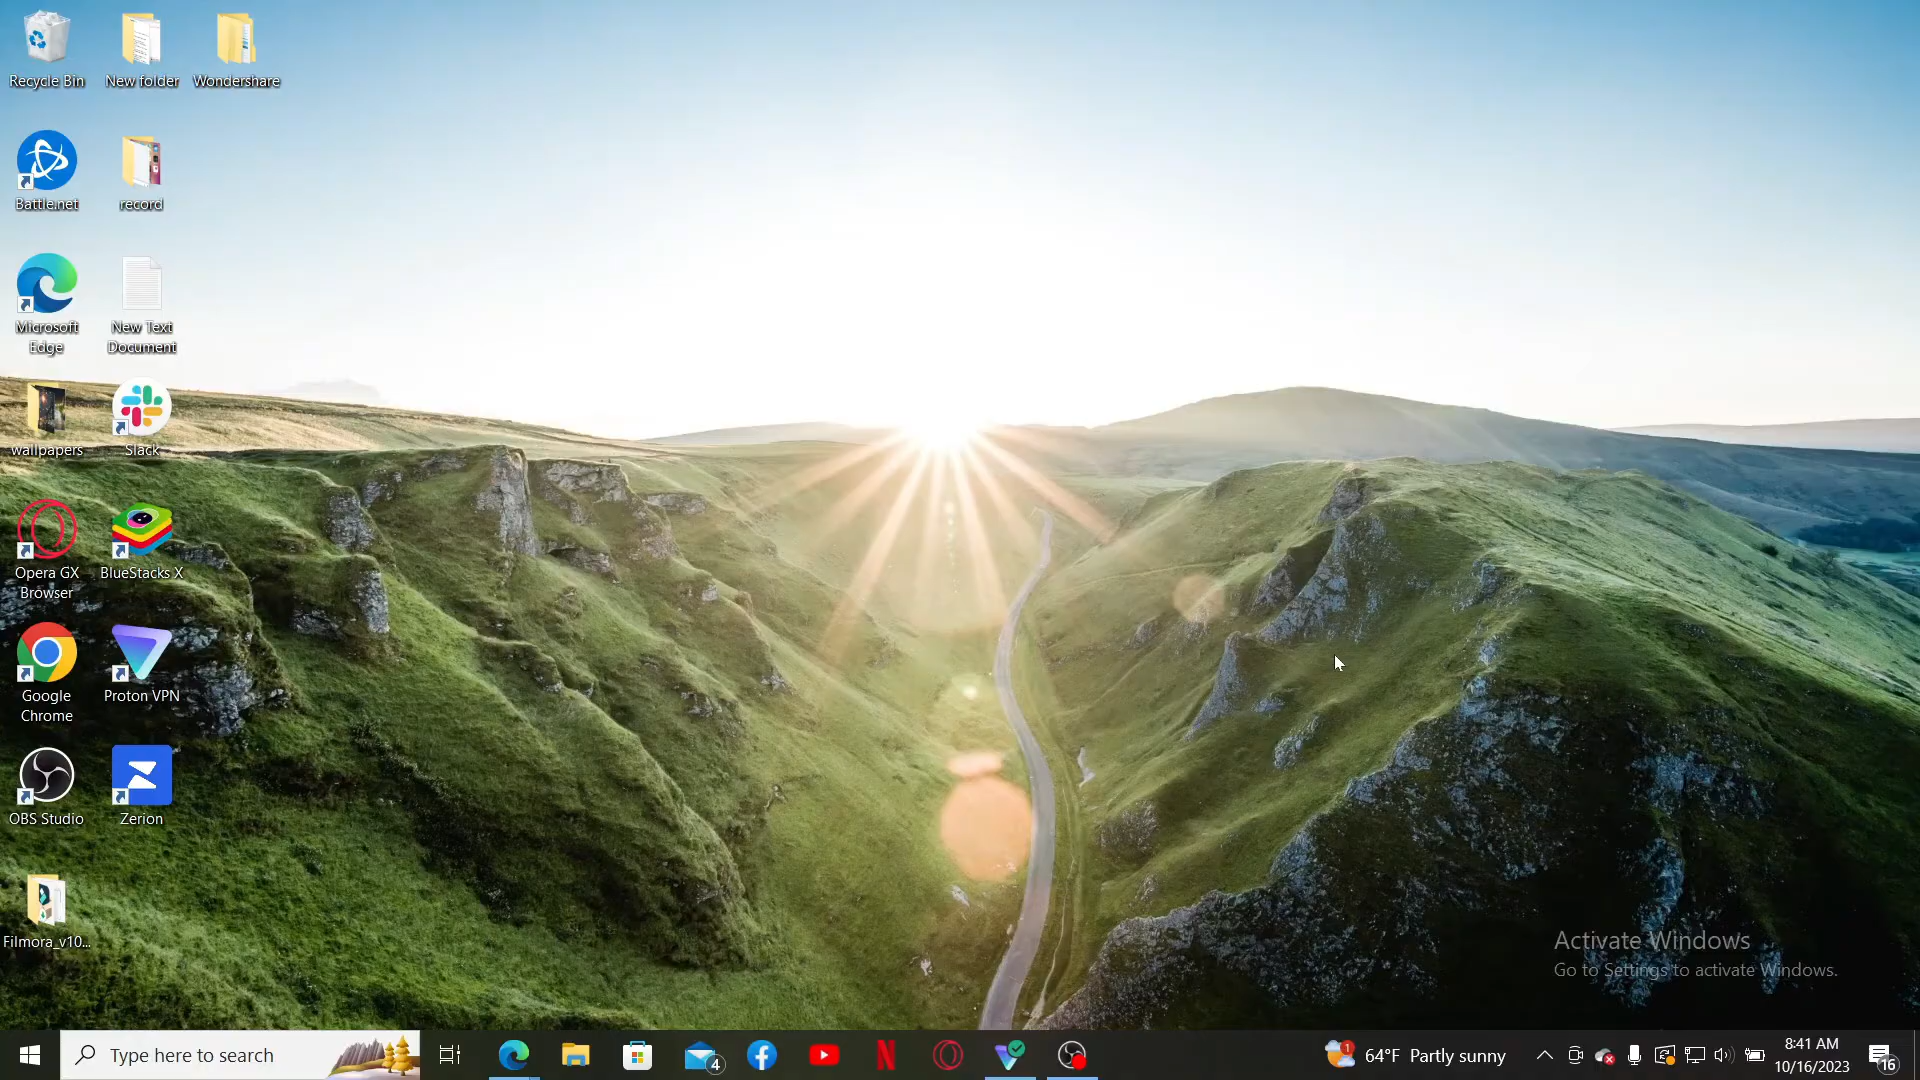 Recycle Bin
New folder
Wondershare
Battle.net
record
Microsoft
Edge
New Text
Document
wallpapers
Slack
Opera GX
Browser
BlueStacks X
Google
Chrome
Proton VPN
OBS Studio
Zerion
Filmora_v10...
Activate Windows
Go to Settings to activate Windows.
Type here to search
4
1
64°F Partly sunny
8:41 AM
10/16/2023
16